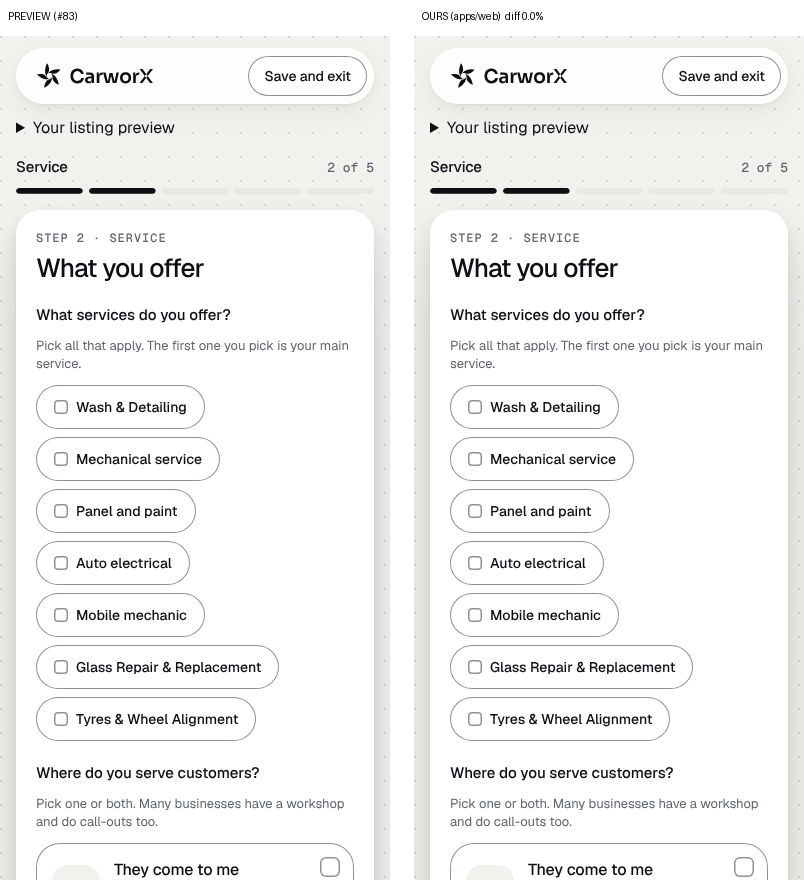 PREVIEW (#83)
CarworX
Save and exit
Your listing preview
Service
2 of 5
STEP 2 · SERVICE
What you offer
What services do you offer?
Pick all that apply. The first one you pick is your main
service.
Wash & Detailing
Mechanical service
Panel and paint
Auto electrical
Mobile mechanic
Glass Repair & Replacement
Tyres & Wheel Alignment
Where do you serve customers?
Pick one or both. Many businesses have a workshop
and do call-outs too.
They come to me
OURS (apps/web) diff 0.0%
CarworX
Save and exit
Your listing preview
Service
2 of 5
STEP 2 · SERVICE
What you offer
What services do you offer?
Pick all that apply. The first one you pick is your main
service.
Wash & Detailing
Mechanical service
Panel and paint
Auto electrical
Mobile mechanic
Glass Repair & Replacement
Tyres & Wheel Alignment
Where do you serve customers?
Pick one or both. Many businesses have a workshop
and do call-outs too.
They come to me